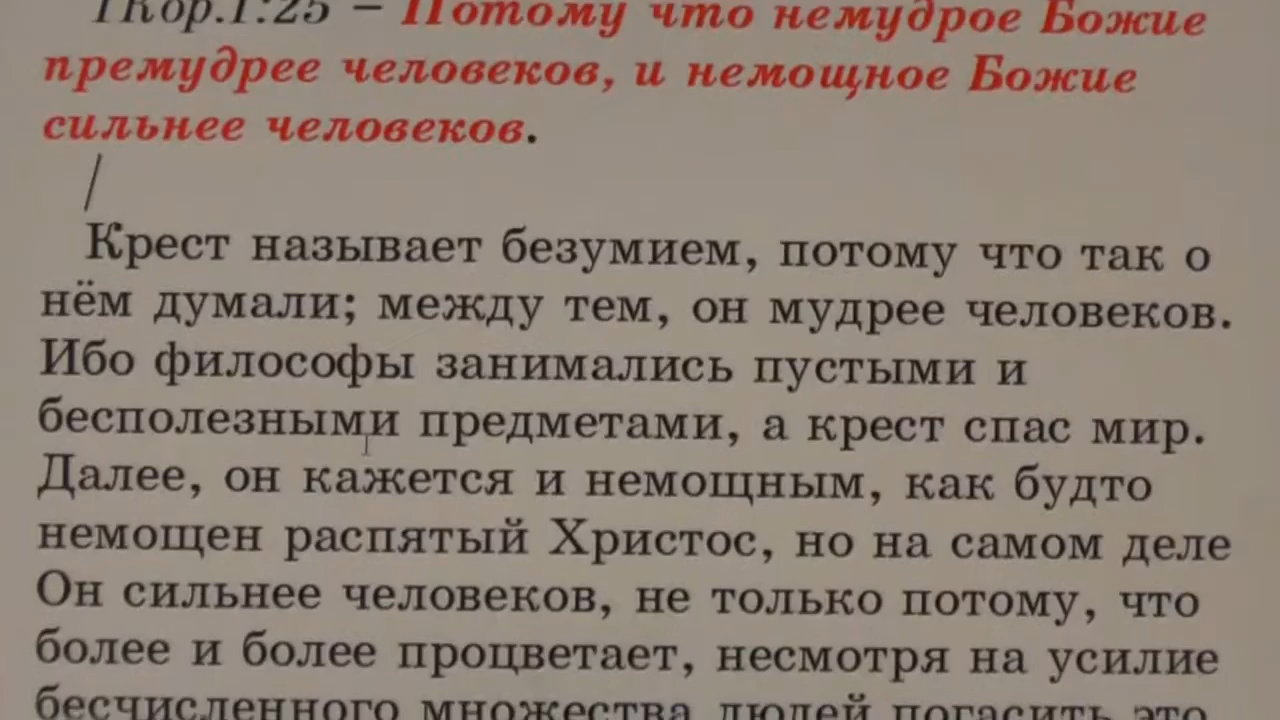 1Кор.1:25 – Потому что немудрое Божие
премудрее человеков, и немощное Божие
сильнее человеков.
Крест называет безумием, потому что так о
нём думали; между тем, он мудрее человеков.
Ибо философы занимались пустыми и
бесполезными предметами, а крест спас мир.
Далее, он кажется и немощным, как будто
немощен распятый Христос, но на самом деле
Он сильнее человеков, не только потому, что
более и более процветает, несмотря на усилие
бесчисленного множества людей погасить это